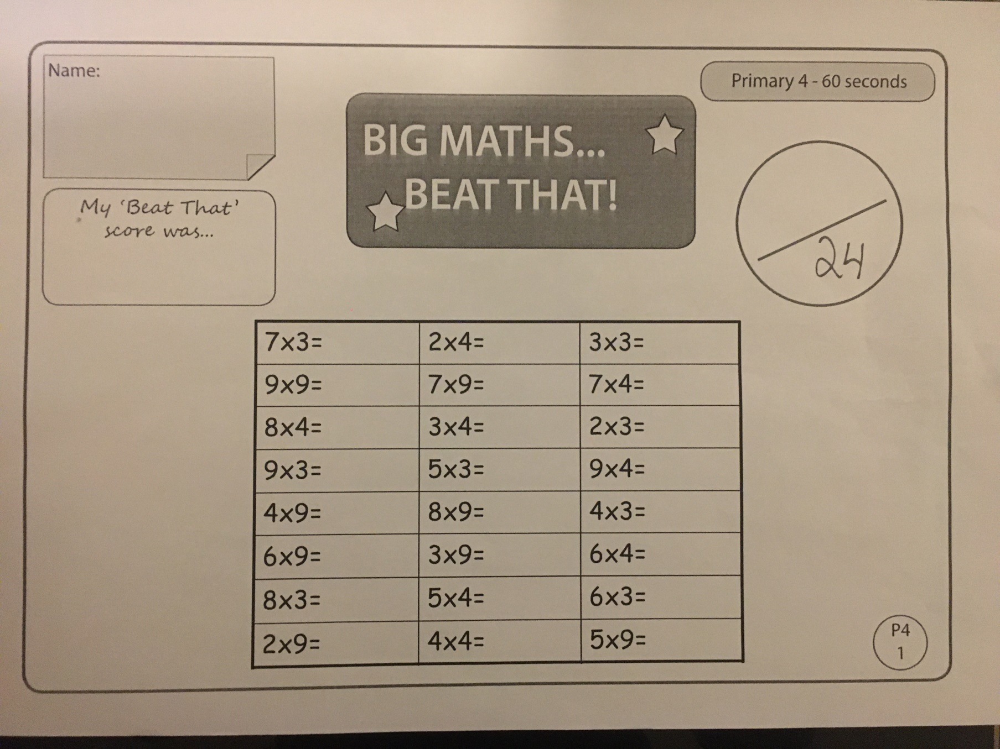 Name:
Primary 4 - 60 seconds
BIG MATHS...
BEAT THAT!
My 'Beat That'
score was...
24
7x3= 2x4= 3x3=
9x9= 7x9= 7x4=
8x4= 3x4= 2x3=
9x3= 5x3= 9x4=
4x9= 8x9= 4x3=
6x9= 3x9= 6x4=
8x3= 5x4= 6x3=
2x9= 4x4= 5x9=
P4
1